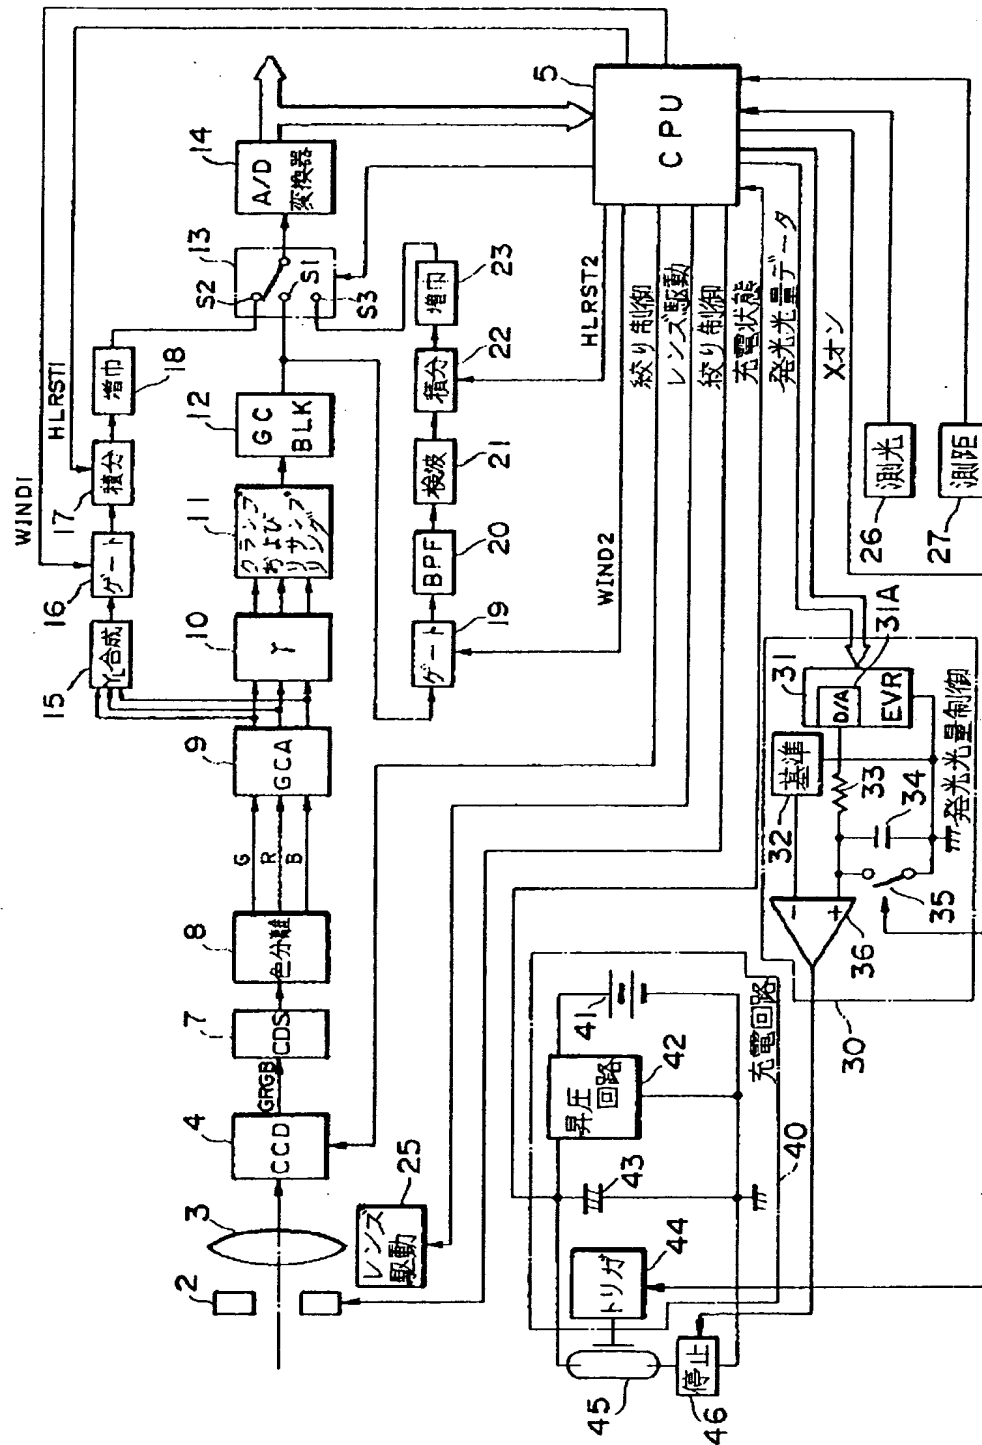 WIND1
HLRST1
15
YL合成
16
ゲート
17
積分
18
増巾
2
3
4
CCD
GRGB
7
CDS
8
色分離
G
R
B
9
GCA
10
γ
11
クランプ
および
リサンプ
リング
12
GC
BLK
S2
S1
S3
13
14
A/D
変換器
5
CPU
25
レンズ
駆動
19
ゲート
20
BPF
21
検波
22
積分
23
増巾
WIND2
HLRST2
絞り制御
レンズ駆動
絞り制御
充電状態
発光光量データ
Xオン
26
測光
27
測距
45
停止
46
トリガ
44
43
昇圧
回路
42
41
40
充電回路
30
36
-
+
35
34
33
32
基準
31
D/A
31A
EVR
発光光量制御